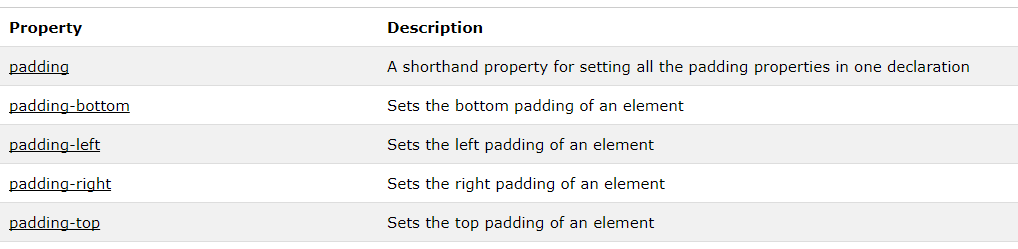 Property Description
padding A shorthand property for setting all the padding properties in one declaration
padding-bottom Sets the bottom padding of an element
padding-left Sets the left padding of an element
padding-right Sets the right padding of an element
padding-top Sets the top padding of an element